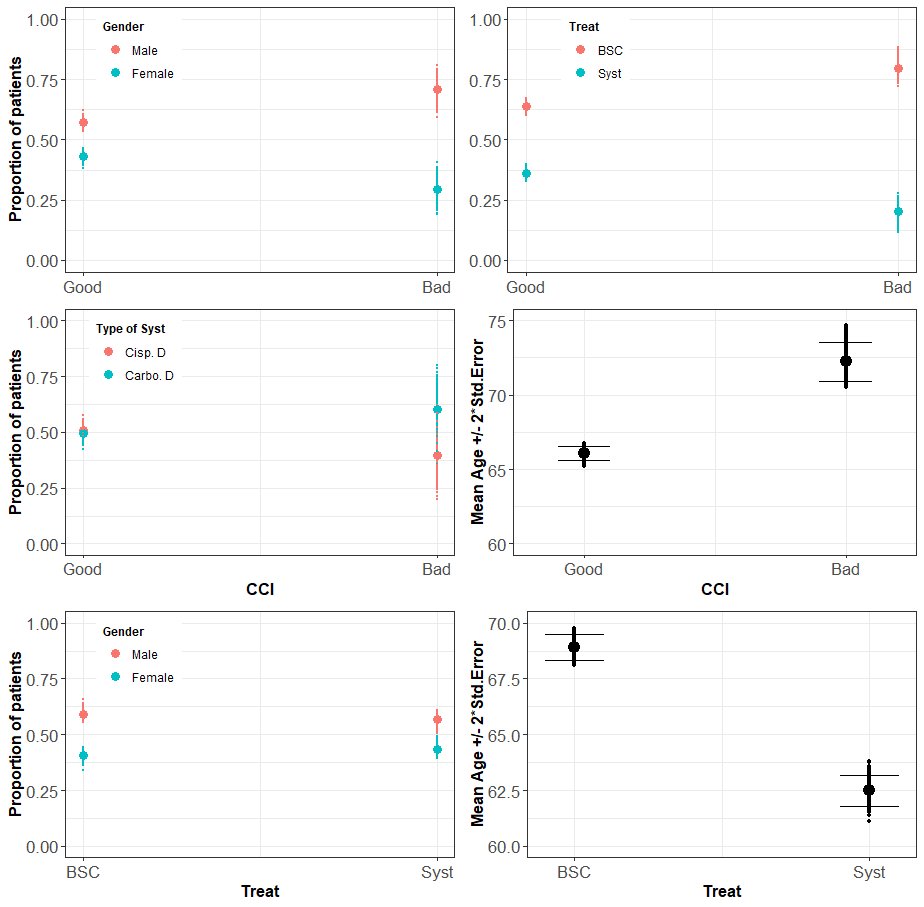 Proportion of patients
1.00
0.75
0.50
0.25
0.00
Gender
Male
Female
Good
Bad
1.00
0.75
0.50
0.25
0.00
Treat
BSC
Syst
Good
Bad
Proportion of patients
1.00
0.75
0.50
0.25
0.00
Type of Syst
Cisp. D
Carbo. D
Good
Bad
CCI
Mean Age +/- 2*Std.Error
75
70
65
60
Good
Bad
CCI
Proportion of patients
1.00
0.75
0.50
0.25
0.00
Gender
Male
Female
BSC
Syst
Treat
Mean Age +/- 2*Std.Error
70.0
67.5
65.0
62.5
60.0
BSC
Syst
Treat